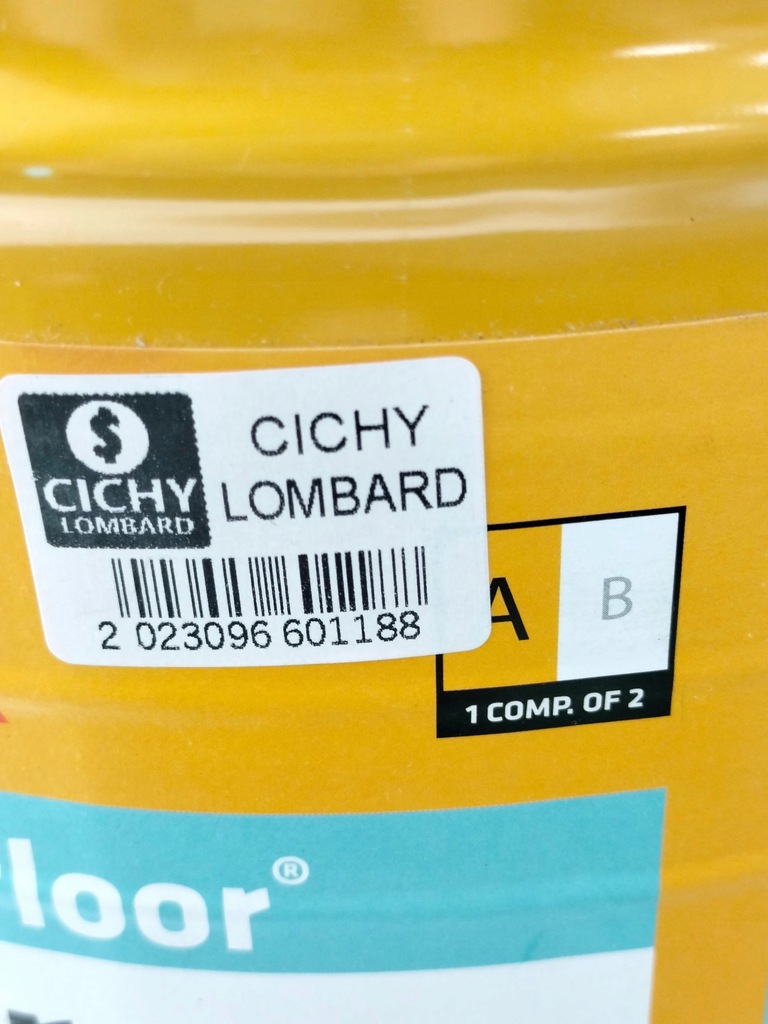 $
CICHY
LOMBARD
CICHY
LOMBARD
2 023096 601188
A
B
1 COMP. OF 2
loor®